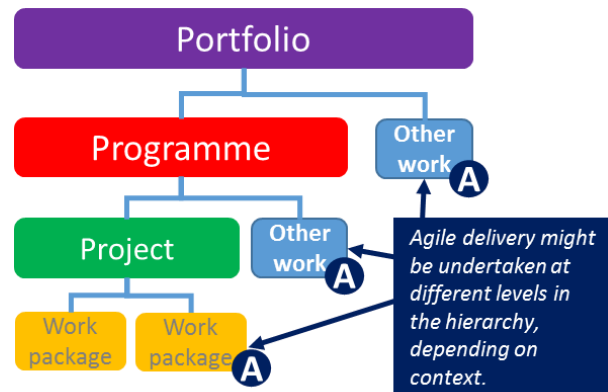 Portfolio
Programme
Other
work
A
Project
Other
work
A
Agile delivery might
be undertaken at
different levels in
the hierarchy,
depending on
context.
Work
package
Work
package
A